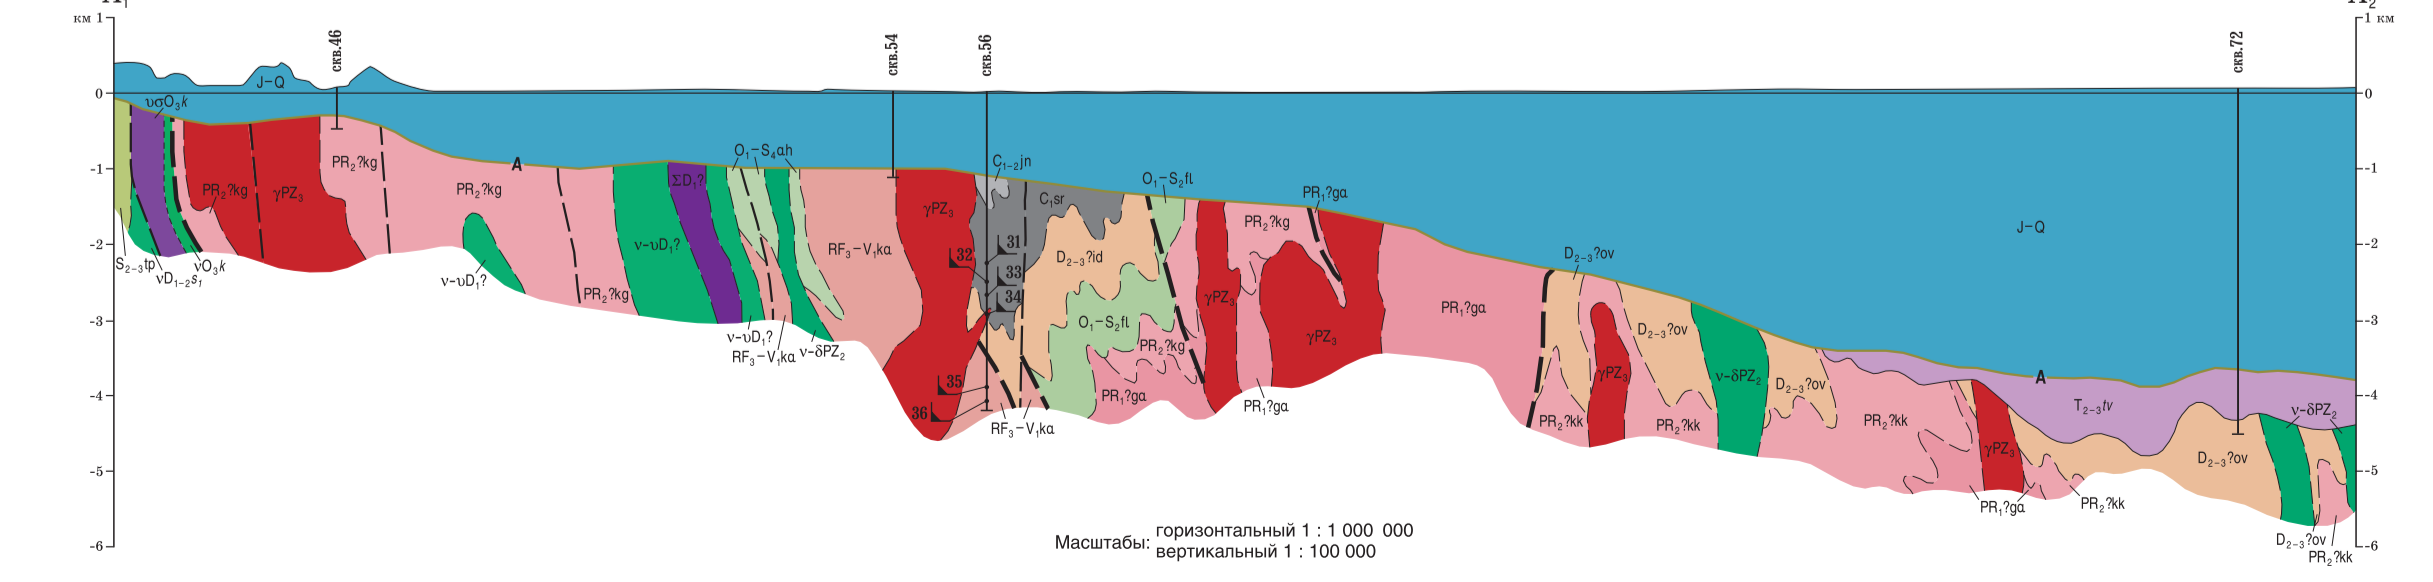 км 1
1 км
скв.46
скв.54
скв.56
скв.72
J–Q
0
0
υσO₃k
-1
-1
A
PR₂?kg
γPZ₃
PR₂?kg
PR₂?kg
ΣD₁?
O₁–S₄ah
C₁₋₂jn
C₁sr
O₁–S₂fl
PR₁?ga
PR₂?kg
J–Q
-2
-2
S₂₋₃tp
νD₁₋₂s₁
νO₃k
ν–υD₁?
PR₂?kg
ν–υD₁?
RF₃–V₁ka
γPZ₃
31
32
33
34
D₂₋₃?id
O₁–S₂fl
PR₂?kg
γPZ₃
γPZ₃
PR₁?ga
D₂₋₃?ov
-3
-3
ν–υD₁?
RF₃–V₁ka
ν–δPZ₂
35
36
RF₃–V₁ka
PR₁?ga
PR₁?ga
D₂₋₃?ov
γPZ₃
ν–δPZ₂
D₂₋₃?ov
A
-4
-4
PR₂?kk
PR₂?kk
PR₂?kk
T₂₋₃tv
ν–δPZ₂
γPZ₃
D₂₋₃?ov
-5
-5
PR₁?ga
PR₂?kk
D₂₋₃?ov
PR₂?kk
-6
-6
Масштабы:
горизонтальный 1 : 1 000 000
вертикальный 1 : 100 000